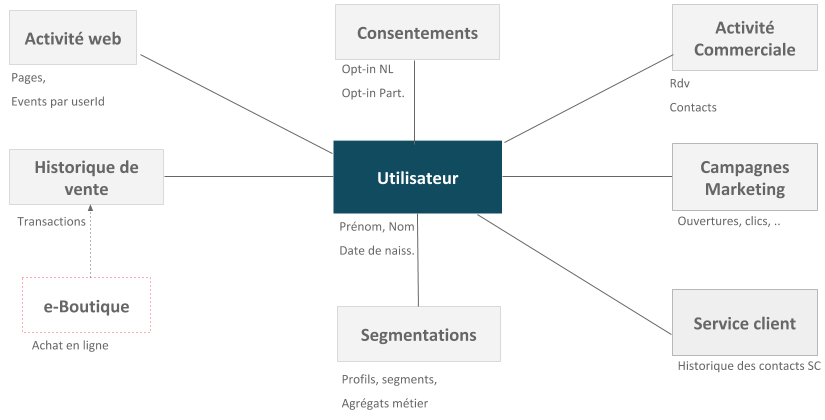 Activité web
Pages,
Events par userId
Consentements
Opt-in NL
Opt-in Part.
Activité
Commerciale
Rdv
Contacts
Historique de
vente
Transactions
Utilisateur
Prénom, Nom
Date de naiss.
Campagnes
Marketing
Ouvertures, clics, ..
e-Boutique
Achat en ligne
Segmentations
Profils, segments,
Agrégats métier
Service client
Historique des contacts SC